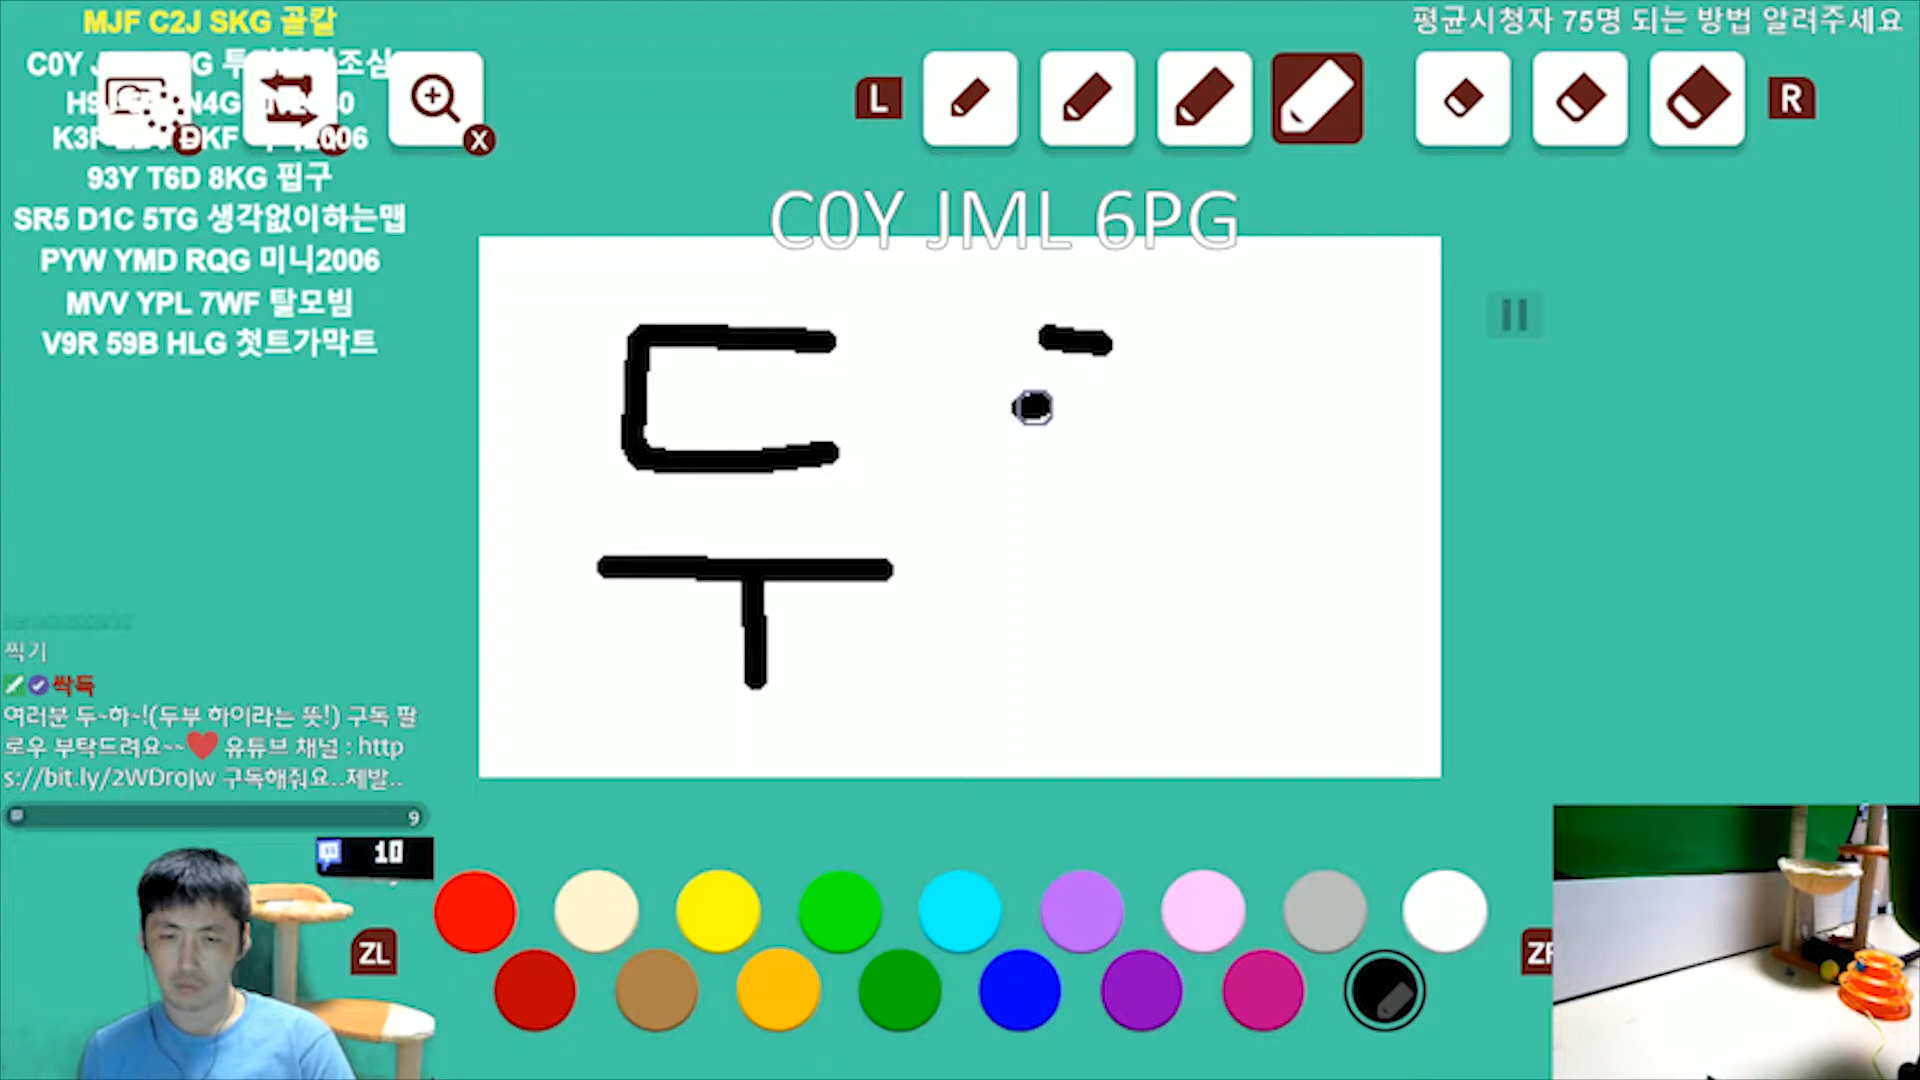 MJF C2J SKG 골칼
평균시청자 75명 되는 방법 알려주세요
C0Y
조심
L
R
X
93Y T6D 8KG 핍구
C0Y JML 6PG
SR5 D1C 5TG 생각없이하는맵
PYW YMD RQG 미니2006
MVV YPL 7WF 탈모빔
V9R 59B HLG 첫트가막트
두
찍기
싹둑
여러분 두~하~!(두부 하이라는 뜻!) 구독 팔
로우 부탁드려요~~❤ 유튜브 채널 : http
s://bit.ly/2WDroJw 구독해줘요..제발..
9
10
ZL